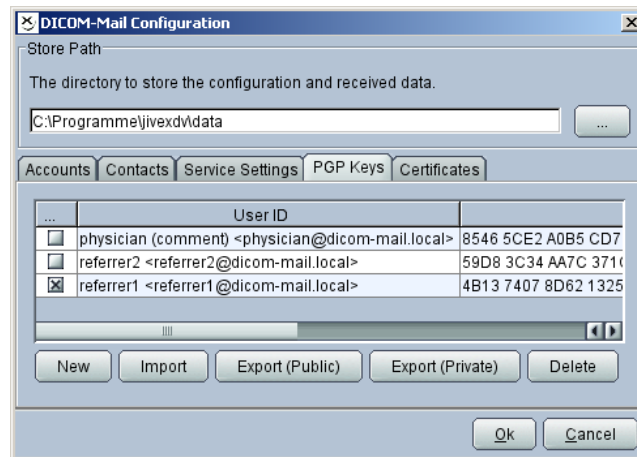 DICOM-Mail Configuration
Store Path
The directory to store the configuration and received data.
C:\Programme\jivexdv\data
...
Accounts Contacts Service Settings PGP Keys Certificates
... User ID
physician (comment) <physician@dicom-mail.local> 8546 5CE2 A0B5 CD7
referrer2 <referrer2@dicom-mail.local> 59D8 3C34 AA7C 371(
referrer1 <referrer1@dicom-mail.local> 4B13 7407 8D62 1325
New Import Export (Public) Export (Private) Delete
Ok Cancel